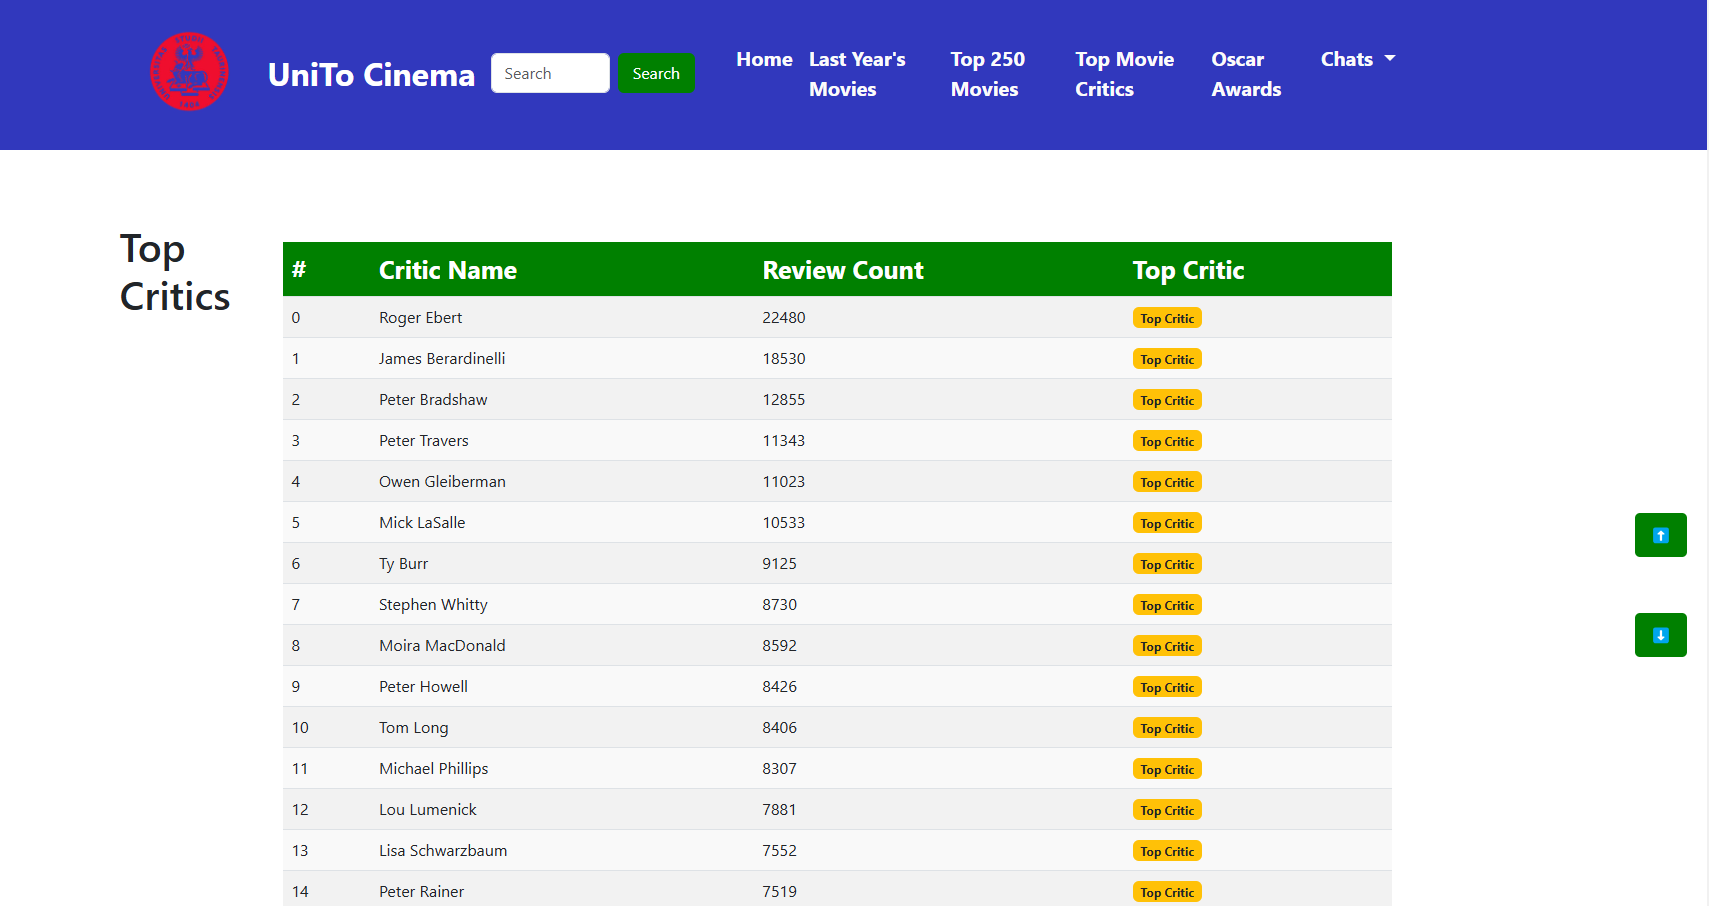 UniTo Cinema
Search
Search
Home
Last Year's
Movies
Top 250
Movies
Top Movie
Critics
Oscar
Awards
Chats
Top
Critics
# Critic Name Review Count Top Critic
0 Roger Ebert 22480 Top Critic
1 James Berardinelli 18530 Top Critic
2 Peter Bradshaw 12855 Top Critic
3 Peter Travers 11343 Top Critic
4 Owen Gleiberman 11023 Top Critic
5 Mick LaSalle 10533 Top Critic
6 Ty Burr 9125 Top Critic
7 Stephen Whitty 8730 Top Critic
8 Moira MacDonald 8592 Top Critic
9 Peter Howell 8426 Top Critic
10 Tom Long 8406 Top Critic
11 Michael Phillips 8307 Top Critic
12 Lou Lumenick 7881 Top Critic
13 Lisa Schwarzbaum 7552 Top Critic
14 Peter Rainer 7519 Top Critic